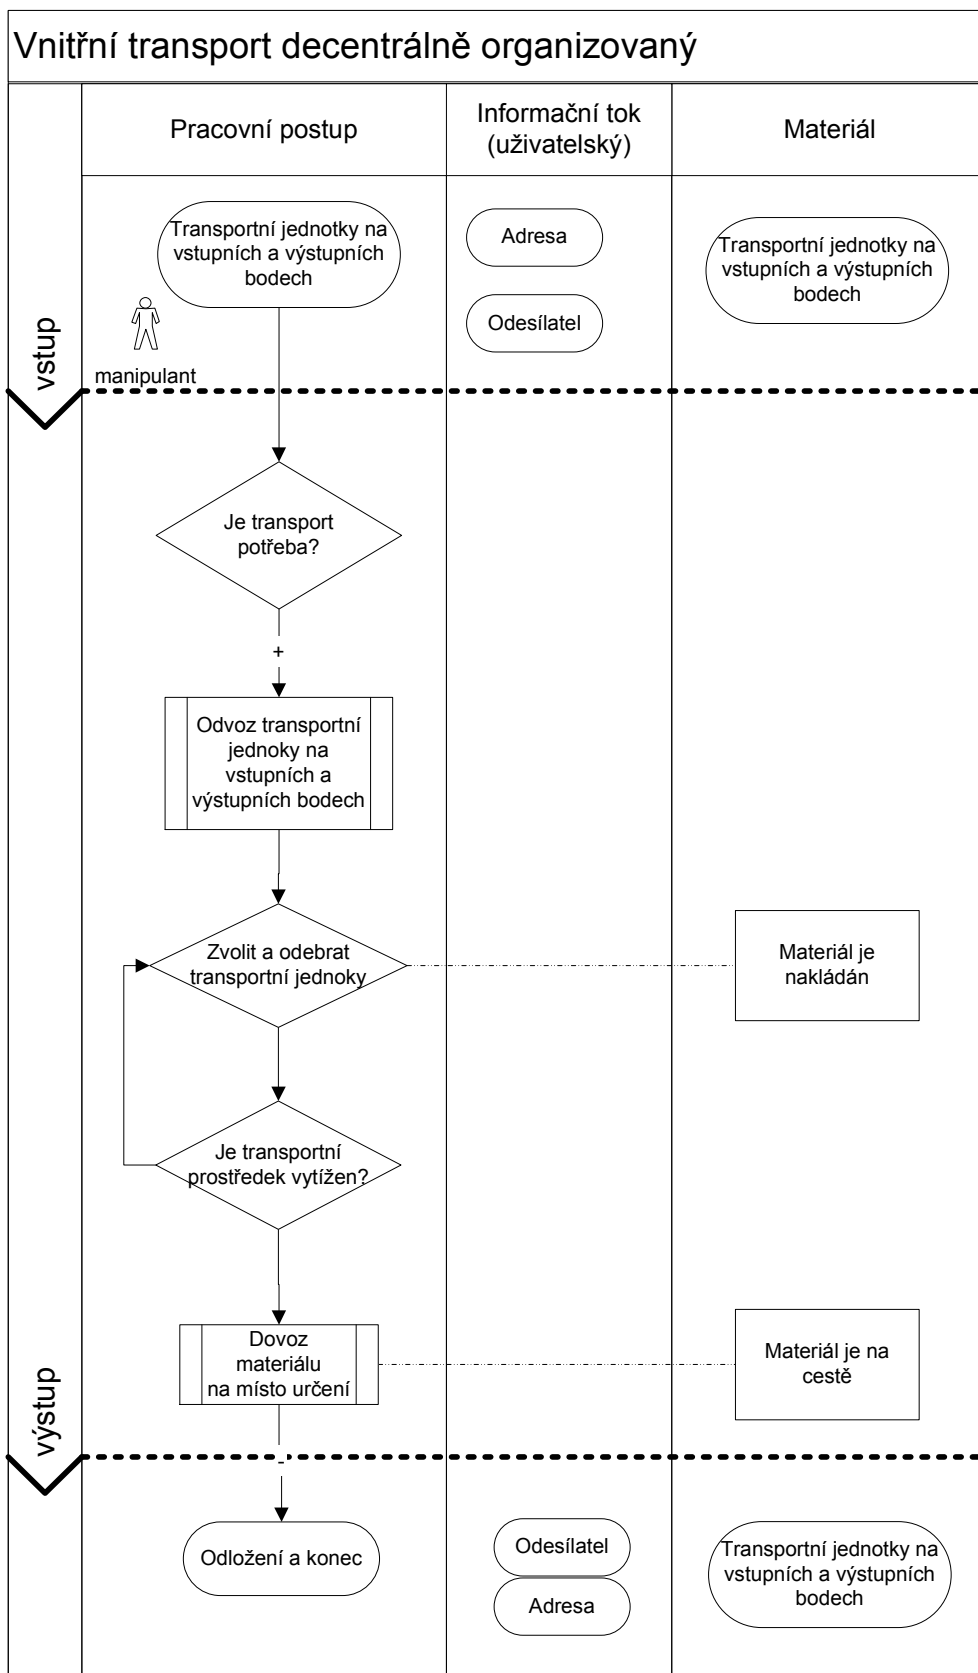 Vnitřní transport decentrálně organizovaný
Pracovní postup
Informační tok
(uživatelský)
Materiál
vstup
Transportní jednotky na
vstupních a výstupních
bodech
manipulant
Adresa
Odesílatel
Transportní jednotky na
vstupních a výstupních
bodech
Je transport
potřeba?
+
Odvoz transportní
jednoky na
vstupních a
výstupních bodech
Zvolit a odebrat
transportní jednoky
Materiál je
nakládán
Je transportní
prostředek vytížen?
Dovoz
materiálu
na místo určení
Materiál je na
cestě
výstup
-
Odložení a konec
Odesílatel
Adresa
Transportní jednotky na
vstupních a výstupních
bodech